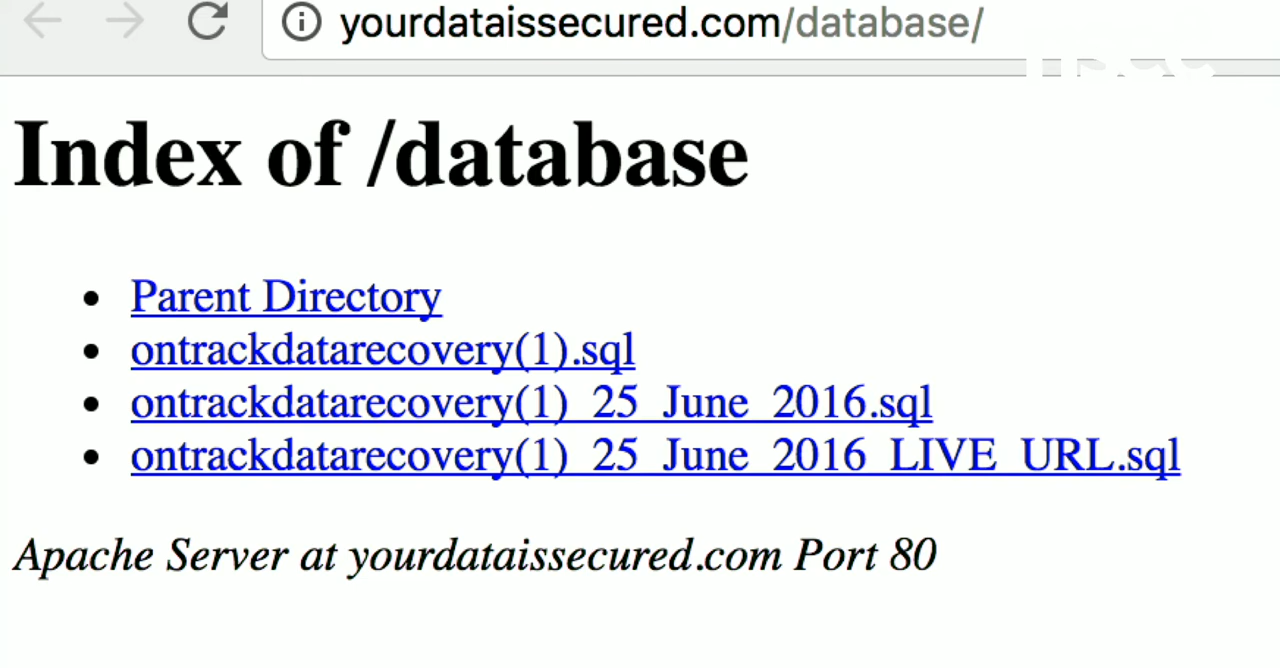 yourdataissecured.com/database/
Index of /database
Parent Directory
ontrackdatarecovery(1).sql
ontrackdatarecovery(1)_25_June_2016.sql
ontrackdatarecovery(1)_25_June_2016_LIVE_URL.sql
Apache Server at yourdataissecured.com Port 80